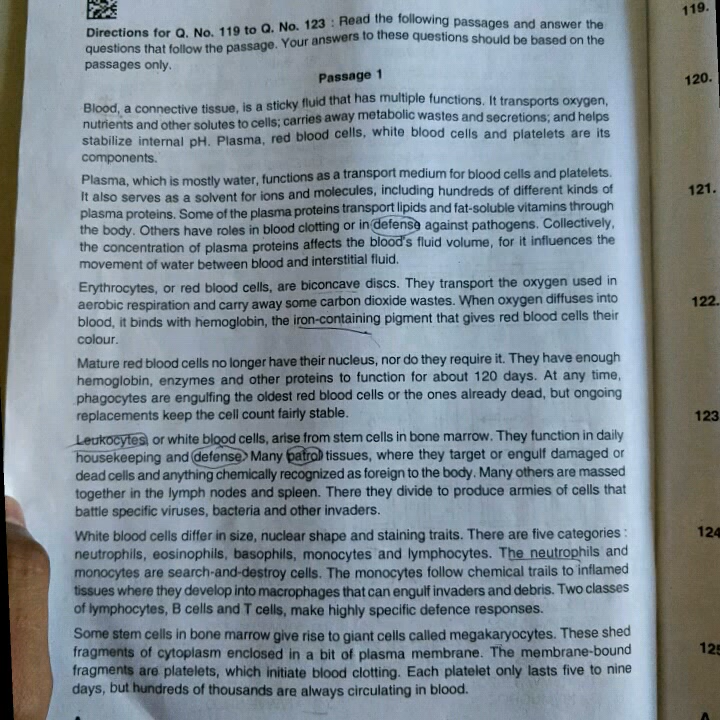 Directions for Q. No. 119 to Q. No. 123 : Read the following passages and answer the
questions that follow the passage. Your answers to these questions should be based on the
passages only.
Passage 1
Blood, a connective tissue, is a sticky fluid that has multiple functions. It transports oxygen,
nutrients and other solutes to cells; carries away metabolic wastes and secretions; and helps
stabilize internal pH. Plasma, red blood cells, white blood cells and platelets are its
components.
Plasma, which is mostly water, functions as a transport medium for blood cells and platelets.
It also serves as a solvent for ions and molecules, including hundreds of different kinds of
plasma proteins. Some of the plasma proteins transport lipids and fat-soluble vitamins through
the body. Others have roles in blood clotting or in defense against pathogens. Collectively,
the concentration of plasma proteins affects the blood's fluid volume, for it influences the
movement of water between blood and interstitial fluid.
Erythrocytes, or red blood cells, are biconcave discs. They transport the oxygen used in
aerobic respiration and carry away some carbon dioxide wastes. When oxygen diffuses into
blood, it binds with hemoglobin, the iron-containing pigment that gives red blood cells their
colour.
Mature red blood cells no longer have their nucleus, nor do they require it. They have enough
hemoglobin, enzymes and other proteins to function for about 120 days. At any time,
phagocytes are engulfing the oldest red blood cells or the ones already dead, but ongoing
replacements keep the cell count fairly stable.
Leukocytes, or white blood cells, arise from stem cells in bone marrow. They function in daily
housekeeping and defense. Many patrol tissues, where they target or engulf damaged or
dead cells and anything chemically recognized as foreign to the body. Many others are massed
together in the lymph nodes and spleen. There they divide to produce armies of cells that
battle specific viruses, bacteria and other invaders.
White blood cells differ in size, nuclear shape and staining traits. There are five categories :
neutrophils, eosinophils, basophils, monocytes and lymphocytes. The neutrophils and
monocytes are search-and-destroy cells. The monocytes follow chemical trails to inflamed
tissues where they develop into macrophages that can engulf invaders and debris. Two classes
of lymphocytes, B cells and T cells, make highly specific defence responses.
Some stem cells in bone marrow give rise to giant cells called megakaryocytes. These shed
fragments of cytoplasm enclosed in a bit of plasma membrane. The membrane-bound
fragments are platelets, which initiate blood clotting. Each platelet only lasts five to nine
days, but hundreds of thousands are always circulating in blood.
119.
120.
121.
122.
123
124